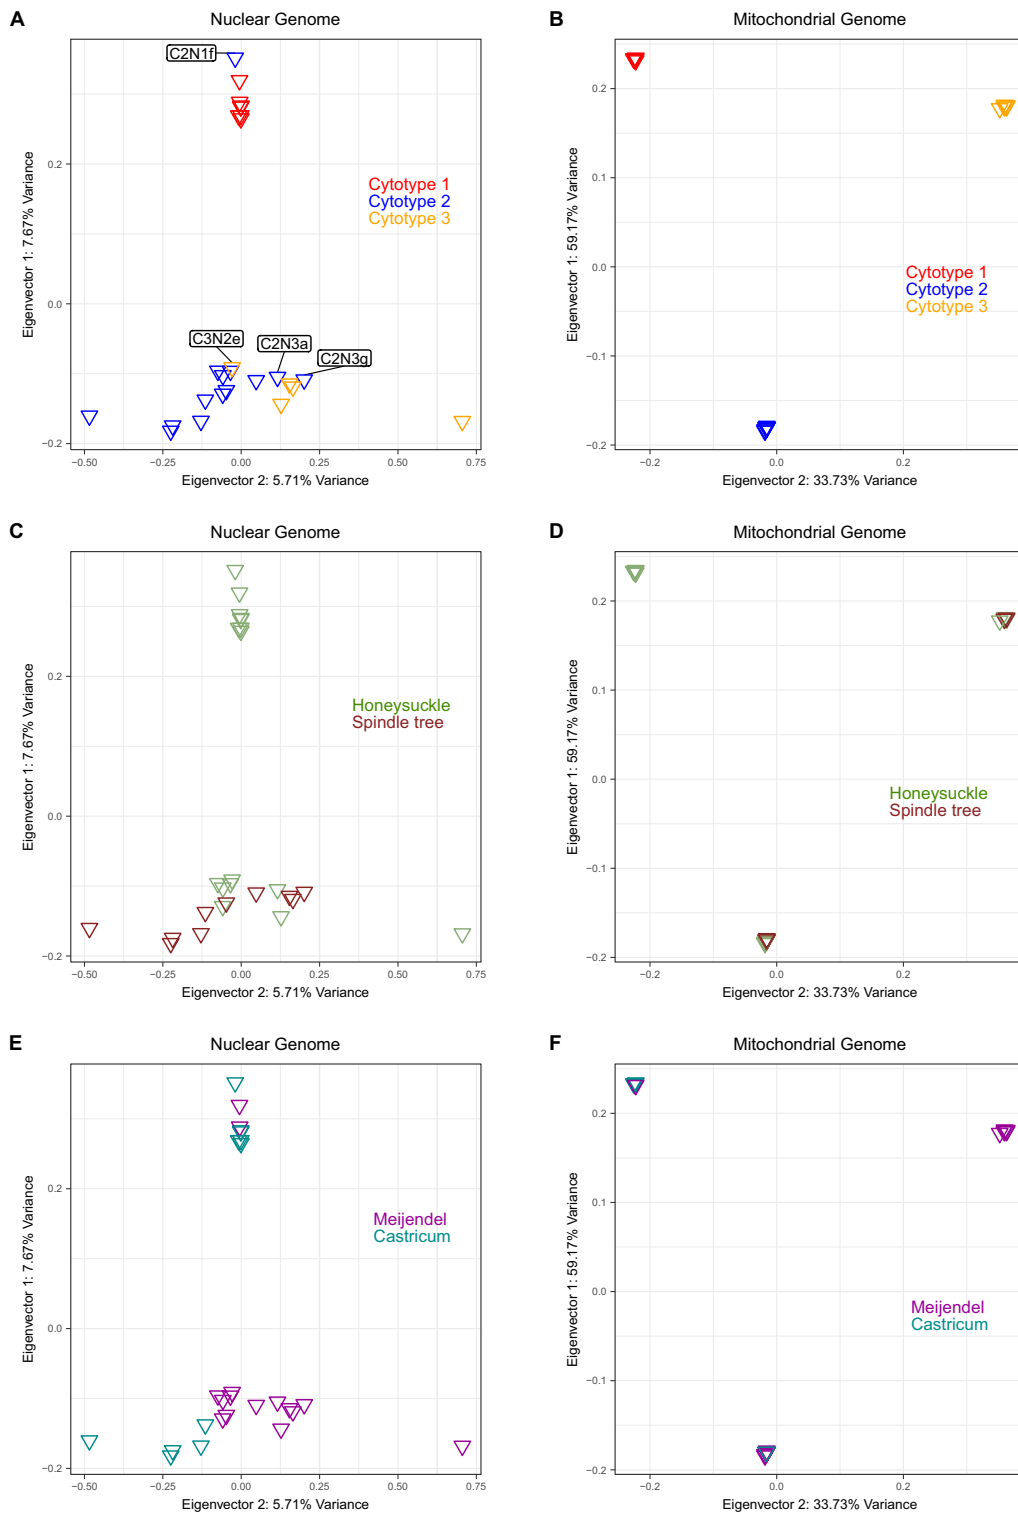 A
Nuclear Genome
C2N1f
0.2
0.0
−0.2
Eigenvector 1: 7.67% Variance
Cytotype 1
Cytotype 2
Cytotype 3
C3N2e
C2N3a
C2N3g
−0.50
−0.25
0.00
0.25
0.50
0.75
Eigenvector 2: 5.71% Variance
B
Mitochondrial Genome
0.2
0.1
0.0
−0.1
−0.2
Eigenvector 1: 59.17% Variance
Cytotype 1
Cytotype 2
Cytotype 3
−0.2
0.0
0.2
Eigenvector 2: 33.73% Variance
C
Nuclear Genome
0.2
0.0
−0.2
Eigenvector 1: 7.67% Variance
Honeysuckle
Spindle tree
−0.50
−0.25
0.00
0.25
0.50
0.75
Eigenvector 2: 5.71% Variance
D
Mitochondrial Genome
0.2
0.1
0.0
−0.1
−0.2
Eigenvector 1: 59.17% Variance
Honeysuckle
Spindle tree
−0.2
0.0
0.2
Eigenvector 2: 33.73% Variance
E
Nuclear Genome
0.2
0.0
−0.2
Eigenvector 1: 7.67% Variance
Meijendel
Castricum
−0.50
−0.25
0.00
0.25
0.50
0.75
Eigenvector 2: 5.71% Variance
F
Mitochondrial Genome
0.2
0.1
0.0
−0.1
−0.2
Eigenvector 1: 59.17% Variance
Meijendel
Castricum
−0.2
0.0
0.2
Eigenvector 2: 33.73% Variance